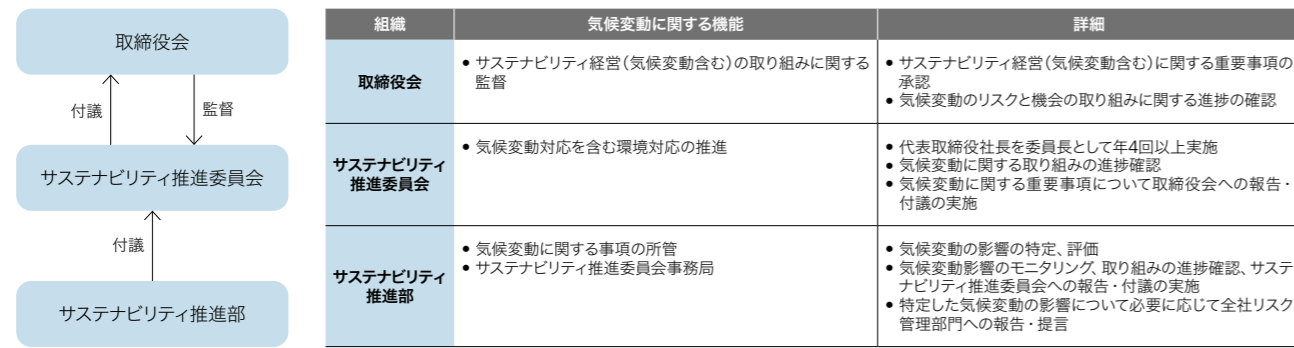 取締役会
付議
監督
サステナビリティ推進委員会
付議
サステナビリティ推進部
組織
気候変動に関する機能
詳細
取締役会
● サステナビリティ経営（気候変動含む）の取り組みに関する
監督
● サステナビリティ経営（気候変動含む）に関する重要事項の
承認
● 気候変動のリスクと機会の取り組みに関する進捗の確認
サステナビリティ
推進委員会
● 気候変動対応を含む環境対応の推進
● 代表取締役社長を委員長として年4回以上実施
● 気候変動に関する取り組みの進捗確認
● 気候変動に関する重要事項について取締役会への報告・
付議の実施
サステナビリティ
推進部
● 気候変動に関する事項の所管
● サステナビリティ推進委員会事務局
● 気候変動の影響の特定、評価
● 気候変動影響のモニタリング、取り組みの進捗確認、サステ
ナビリティ推進委員会への報告・付議の実施
● 特定した気候変動の影響について必要に応じて全社リスク
管理部門への報告・提言